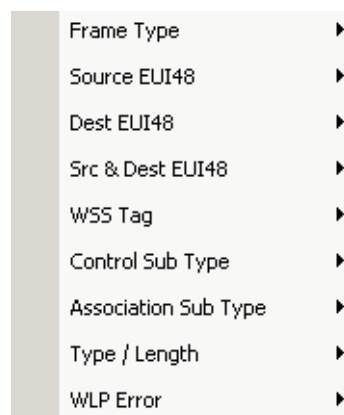 Frame Type
Source EUI48
Dest EUI48
Src & Dest EUI48
WSS Tag
Control Sub Type
Association Sub Type
Type / Length
WLP Error